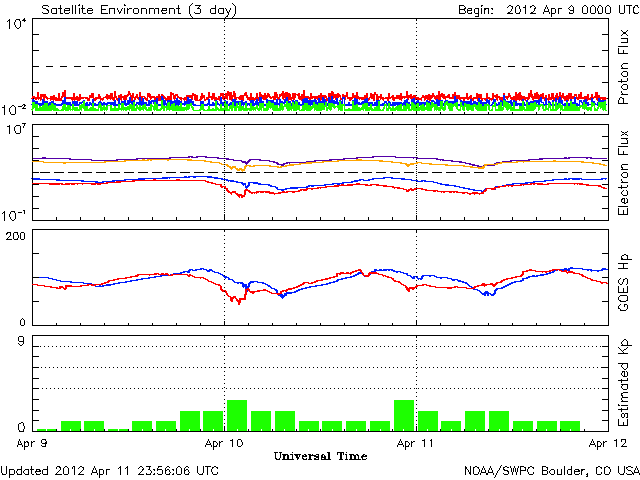 Satellite Environment (3 day)
Begin: 2012 Apr 9 0000 UTC
10⁴
10⁻²
Proton Flux
10⁷
10⁻¹
Electron Flux
200
0
GOES Hp
9
0
Estimated Kp
Apr 9
Apr 10
Apr 11
Apr 12
Universal Time
Updated 2012 Apr 11 23:56:06 UTC
NOAA/SWPC Boulder, CO USA